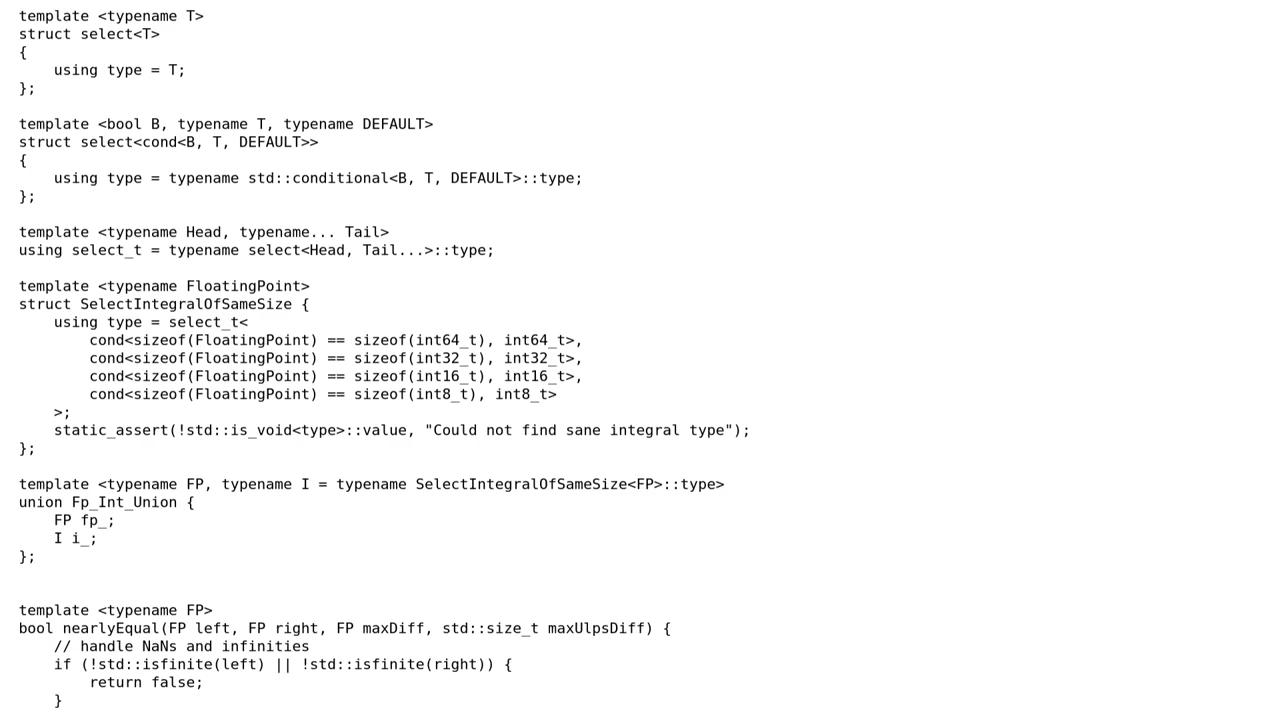 template <typename T>
struct select<T>
{
    using type = T;
};

template <bool B, typename T, typename DEFAULT>
struct select<cond<B, T, DEFAULT>>
{
    using type = typename std::conditional<B, T, DEFAULT>::type;
};

template <typename Head, typename... Tail>
using select_t = typename select<Head, Tail...>::type;

template <typename FloatingPoint>
struct SelectIntegralOfSameSize {
    using type = select_t<
        cond<sizeof(FloatingPoint) == sizeof(int64_t), int64_t>,
        cond<sizeof(FloatingPoint) == sizeof(int32_t), int32_t>,
        cond<sizeof(FloatingPoint) == sizeof(int16_t), int16_t>,
        cond<sizeof(FloatingPoint) == sizeof(int8_t), int8_t>
    >;
    static_assert(!std::is_void<type>::value, "Could not find sane integral type");
};

template <typename FP, typename I = typename SelectIntegralOfSameSize<FP>::type>
union Fp_Int_Union {
    FP fp_;
    I i_;
};


template <typename FP>
bool nearlyEqual(FP left, FP right, FP maxDiff, std::size_t maxUlpsDiff) {
    // handle NaNs and infinities
    if (!std::isfinite(left) || !std::isfinite(right)) {
        return false;
    }